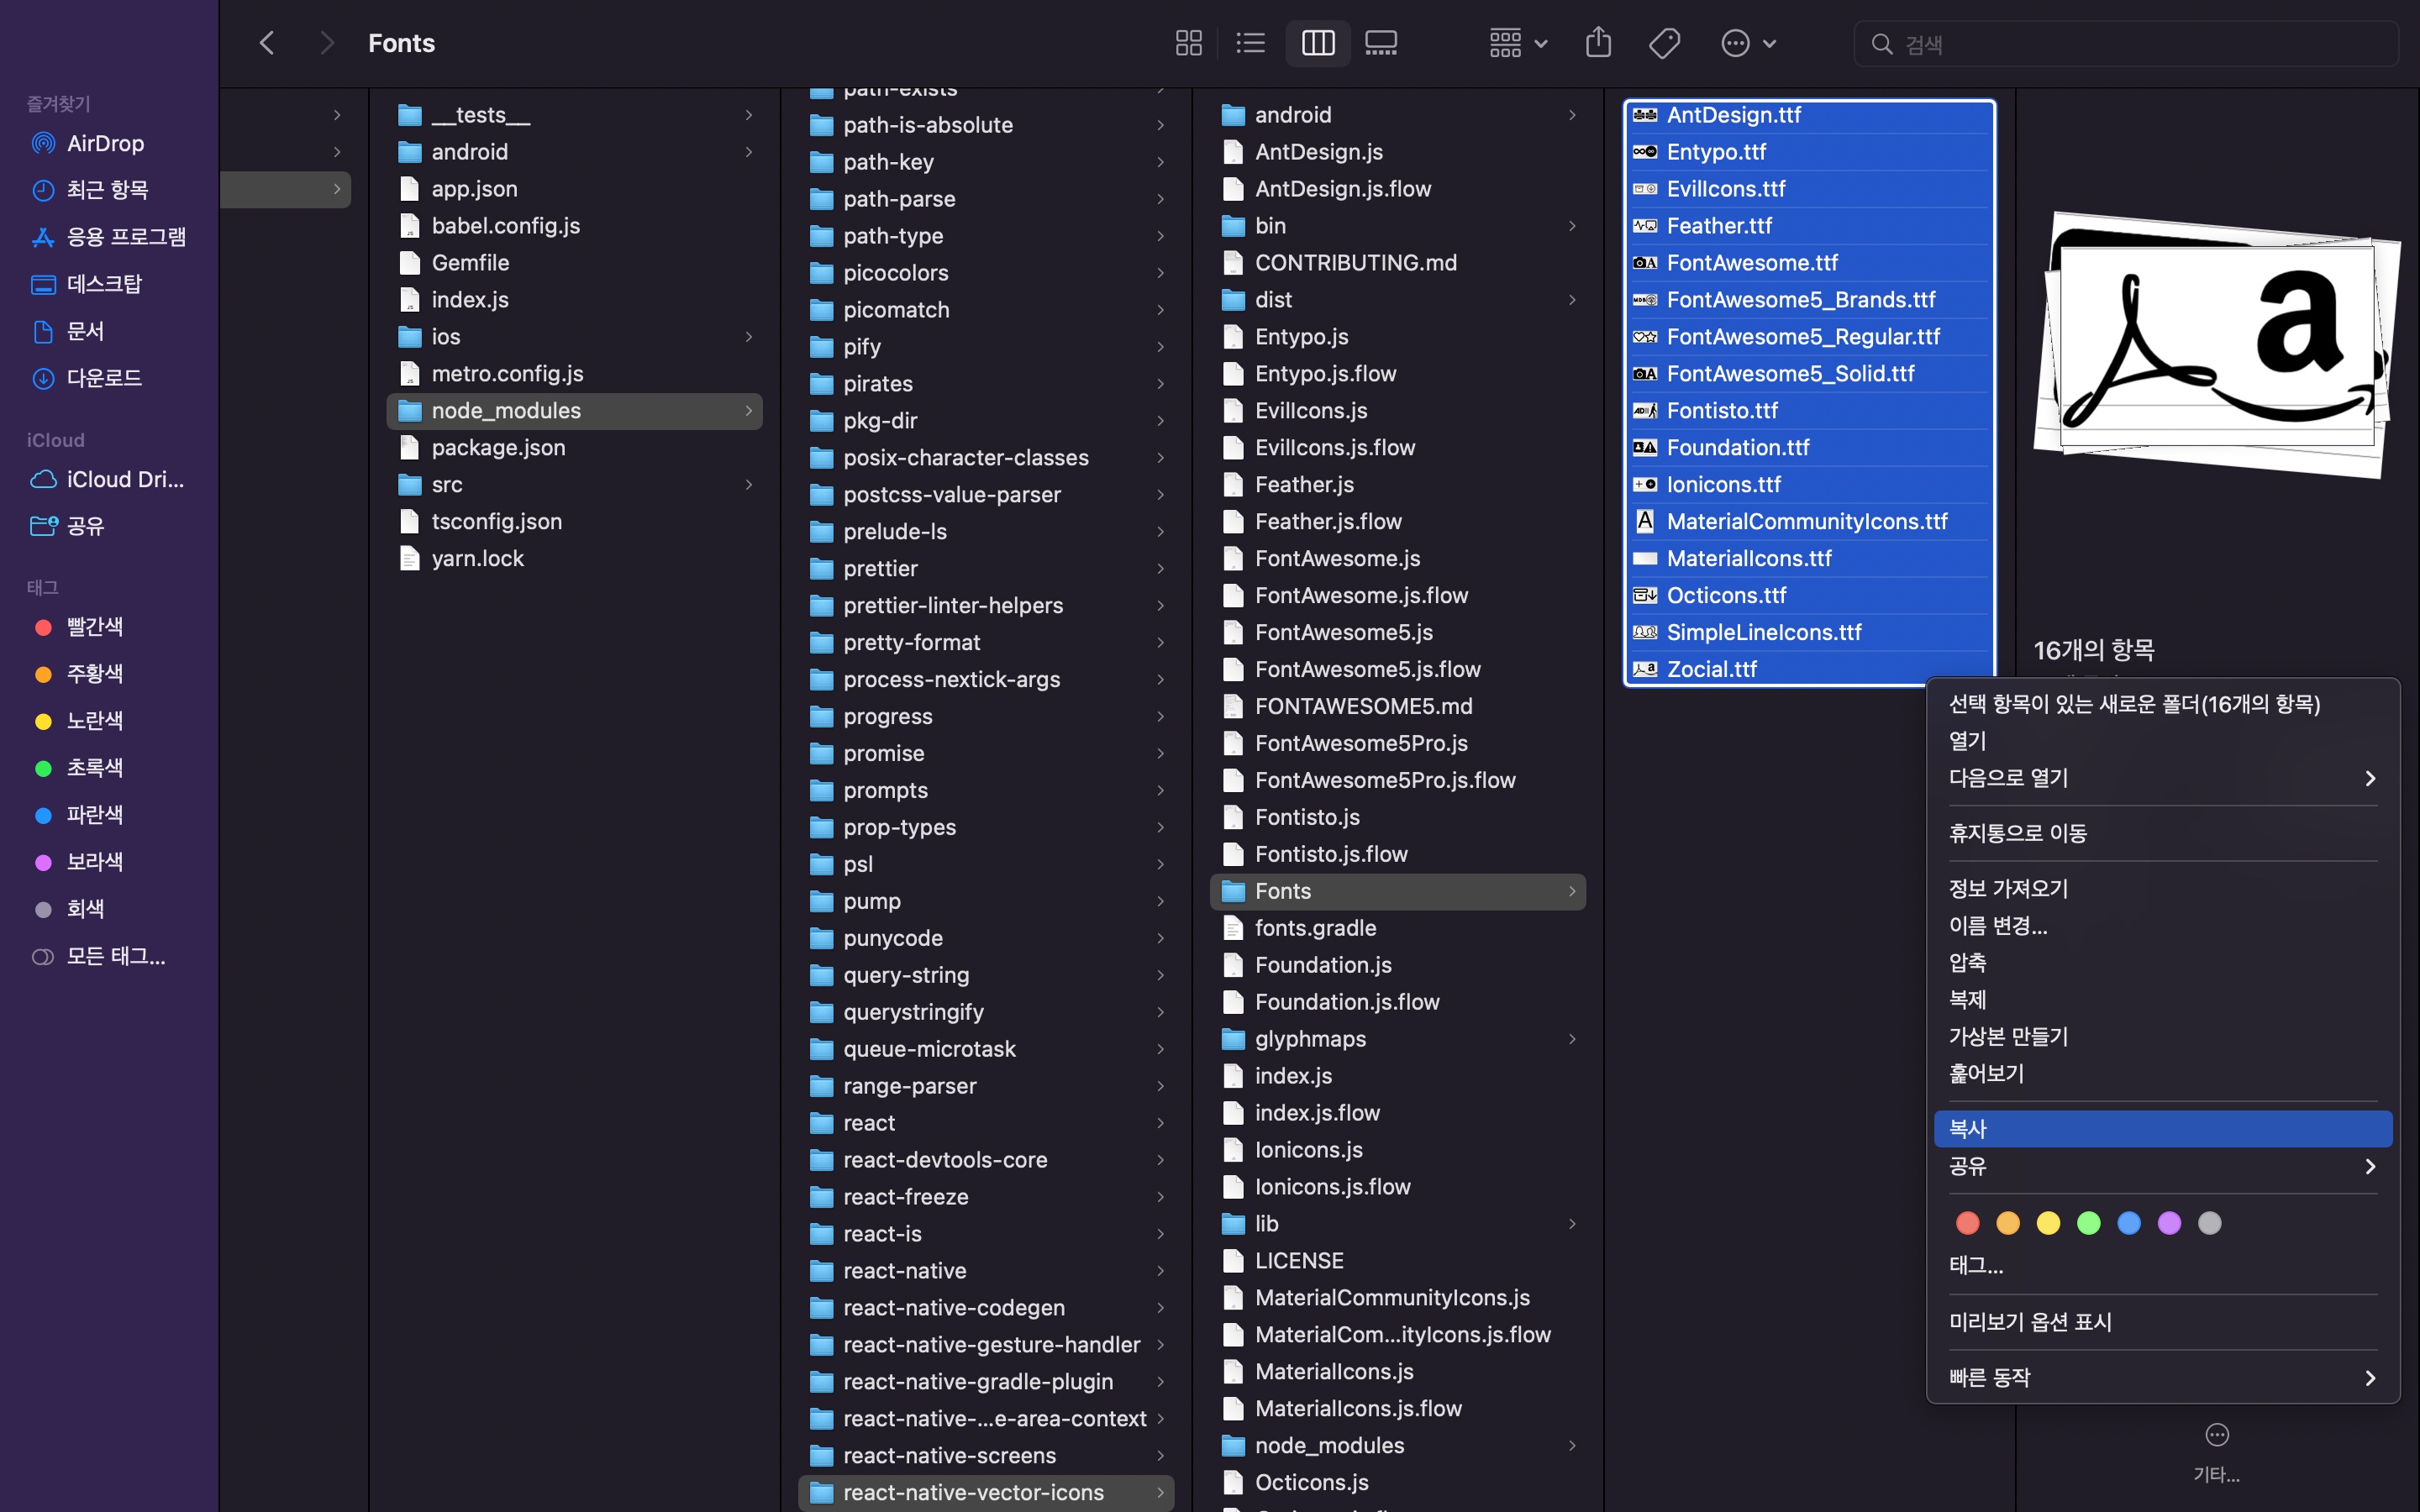 Fonts
검색
즐겨찾기
AirDrop
최근 항목
응용 프로그램
데스크탑
문서
다운로드
iCloud
iCloud Dri...
공유
태그
빨간색
주황색
노란색
초록색
파란색
보라색
회색
모든 태그...
__tests__
android
app.json
babel.config.js
Gemfile
index.js
ios
metro.config.js
node_modules
package.json
src
tsconfig.json
yarn.lock
path-exists
path-is-absolute
path-key
path-parse
path-type
picocolors
picomatch
pify
pirates
pkg-dir
posix-character-classes
postcss-value-parser
prelude-ls
prettier
prettier-linter-helpers
pretty-format
process-nextick-args
progress
promise
prompts
prop-types
psl
pump
punycode
query-string
querystringify
queue-microtask
range-parser
react
react-devtools-core
react-freeze
react-is
react-native
react-native-codegen
react-native-gesture-handler
react-native-gradle-plugin
react-native-...e-area-context
react-native-screens
react-native-vector-icons
android
AntDesign.js
AntDesign.js.flow
bin
CONTRIBUTING.md
dist
Entypo.js
Entypo.js.flow
EvilIcons.js
EvilIcons.js.flow
Feather.js
Feather.js.flow
FontAwesome.js
FontAwesome.js.flow
FontAwesome5.js
FontAwesome5.js.flow
FONTAWESOME5.md
FontAwesome5Pro.js
FontAwesome5Pro.js.flow
Fontisto.js
Fontisto.js.flow
Fonts
fonts.gradle
Foundation.js
Foundation.js.flow
glyphmaps
index.js
index.js.flow
Ionicons.js
Ionicons.js.flow
lib
LICENSE
MaterialCommunityIcons.js
MaterialCom...ityIcons.js.flow
MaterialIcons.js
MaterialIcons.js.flow
node_modules
Octicons.js
AntDesign.ttf
Entypo.ttf
EvilIcons.ttf
Feather.ttf
FontAwesome.ttf
FontAwesome5_Brands.ttf
FontAwesome5_Regular.ttf
FontAwesome5_Solid.ttf
Fontisto.ttf
Foundation.ttf
Ionicons.ttf
MaterialCommunityIcons.ttf
MaterialIcons.ttf
Octicons.ttf
SimpleLineIcons.ttf
Zocial.ttf
a
16개의 항목
선택 항목이 있는 새로운 폴더(16개의 항목)
열기
다음으로 열기
휴지통으로 이동
정보 가져오기
이름 변경...
압축
복제
가상본 만들기
훑어보기
복사
공유
태그...
미리보기 옵션 표시
빠른 동작
기타...